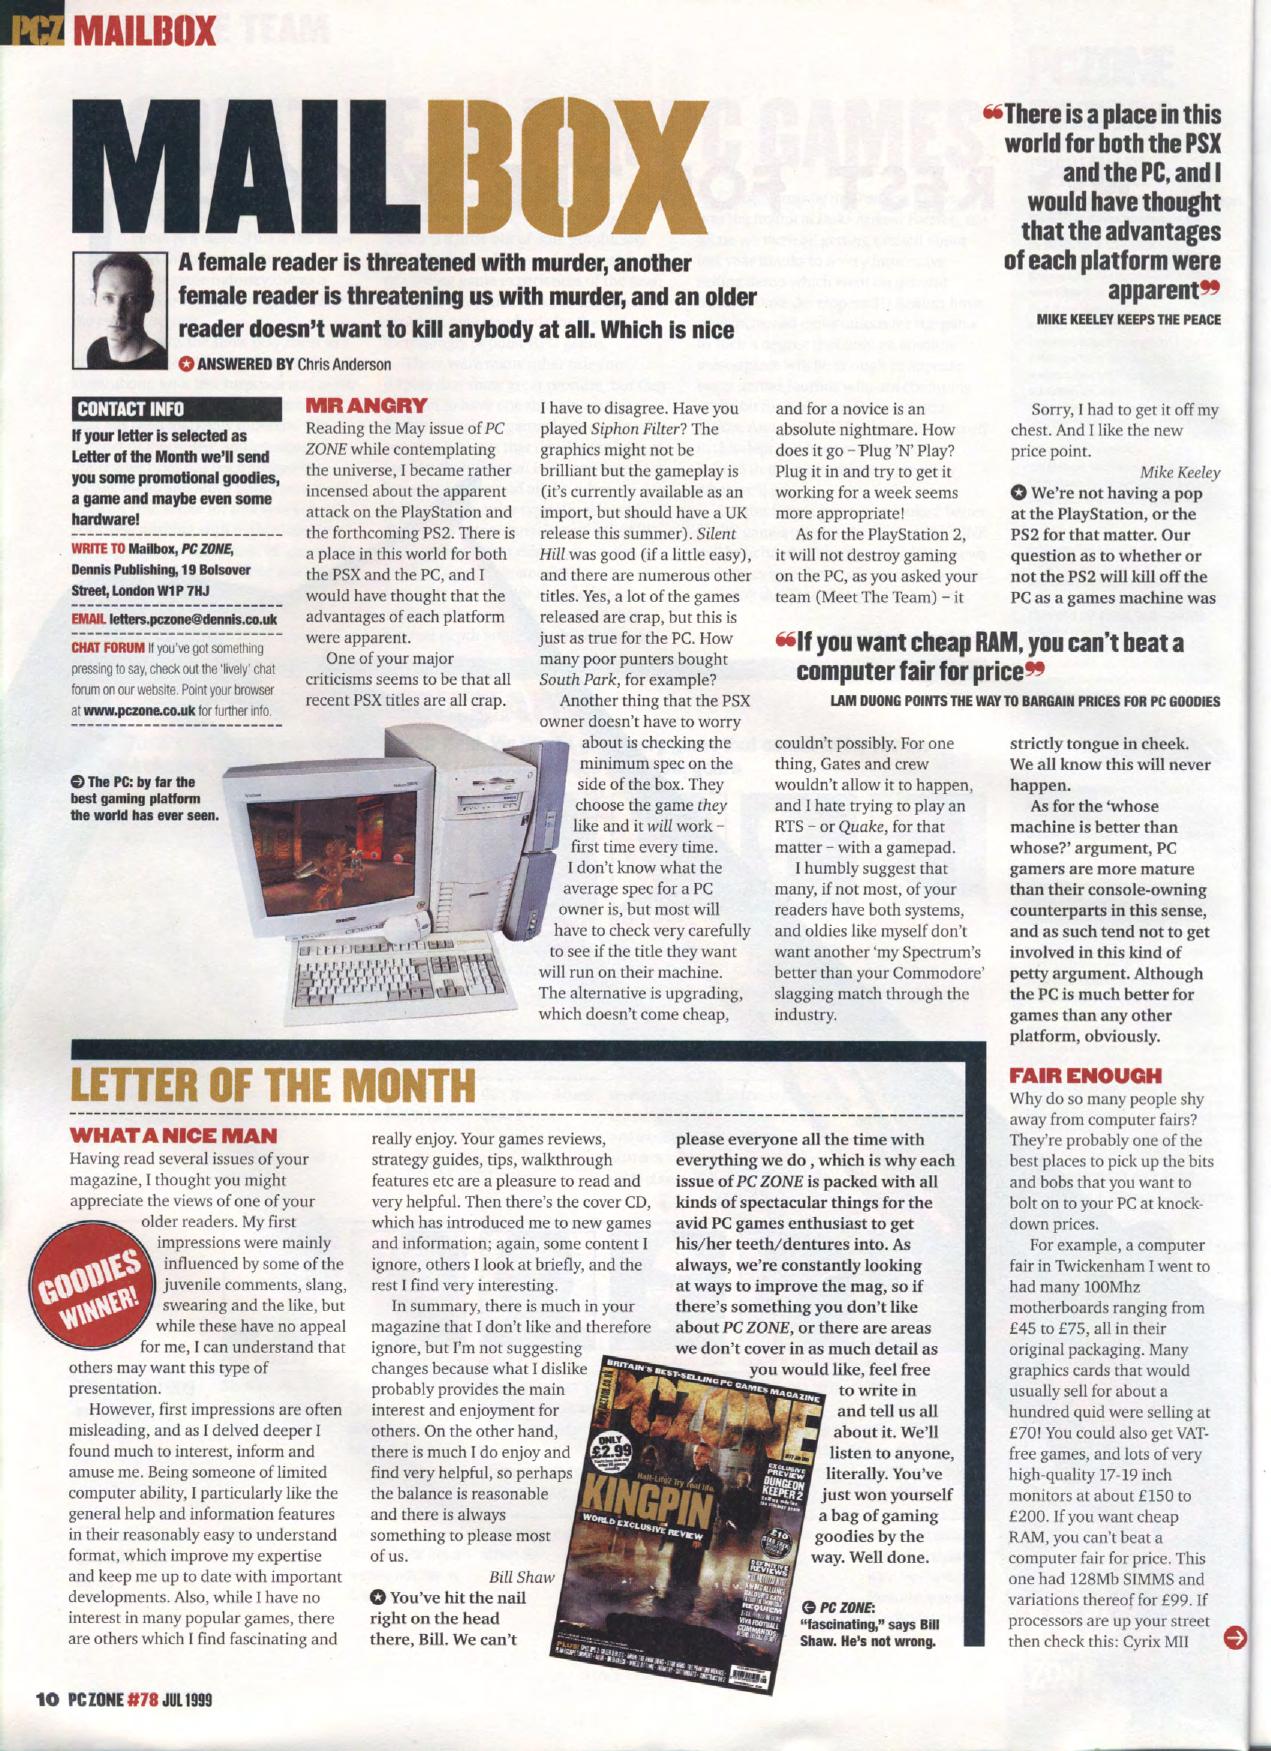 PCZ MAILBOX
MAILBOX
A female reader is threatened with murder, another
female reader is threatening us with murder, and an older
reader doesn't want to kill anybody at all. Which is nice
ANSWERED BY Chris Anderson
“There is a place in this
world for both the PSX
and the PC, and I
would have thought
that the advantages
of each platform were
apparent”
MIKE KEELEY KEEPS THE PEACE
CONTACT INFO
If your letter is selected as
Letter of the Month we'll send
you some promotional goodies,
a game and maybe even some
hardware!
WRITE TO Mailbox, PC ZONE,
Dennis Publishing, 19 Bolsover
Street, London W1P 7HJ
EMAIL letters.pczone@dennis.co.uk
CHAT FORUM If you've got something
pressing to say, check out the 'lively' chat
forum on our website. Point your browser
at www.pczone.co.uk for further info.
The PC: by far the
best gaming platform
the world has ever seen.
MR ANGRY
Reading the May issue of PC
ZONE while contemplating
the universe, I became rather
incensed about the apparent
attack on the PlayStation and
the forthcoming PS2. There is
a place in this world for both
the PSX and the PC, and I
would have thought that the
advantages of each platform
were apparent.
One of your major
criticisms seems to be that all
recent PSX titles are all crap.
I have to disagree. Have you
played Siphon Filter? The
graphics might not be
brilliant but the gameplay is
(it's currently available as an
import, but should have a UK
release this summer). Silent
Hill was good (if a little easy),
and there are numerous other
titles. Yes, a lot of the games
released are crap, but this is
just as true for the PC. How
many poor punters bought
South Park, for example?
Another thing that the PSX
owner doesn't have to worry
about is checking the
minimum spec on the
side of the box. They
choose the game they
like and it will work –
first time every time.
I don't know what the
average spec for a PC
owner is, but most will
have to check very carefully
to see if the title they want
will run on their machine.
The alternative is upgrading,
which doesn't come cheap,
and for a novice is an
absolute nightmare. How
does it go – Plug 'N' Play?
Plug it in and try to get it
working for a week seems
more appropriate!
As for the PlayStation 2,
it will not destroy gaming
on the PC, as you asked your
team (Meet The Team) – it
“If you want cheap RAM, you can't beat a
computer fair for price”
LAM DUONG POINTS THE WAY TO BARGAIN PRICES FOR PC GOODIES
couldn't possibly. For one
thing, Gates and crew
wouldn't allow it to happen,
and I hate trying to play an
RTS – or Quake, for that
matter – with a gamepad.
I humbly suggest that
many, if not most, of your
readers have both systems,
and oldies like myself don't
want another 'my Spectrum's
better than your Commodore'
slagging match through the
industry.
Sorry, I had to get it off my
chest. And I like the new
price point.
Mike Keeley
We're not having a pop
at the PlayStation, or the
PS2 for that matter. Our
question as to whether or
not the PS2 will kill off the
PC as a games machine was
strictly tongue in cheek.
We all know this will never
happen.
As for the 'whose
machine is better than
whose?' argument, PC
gamers are more mature
than their console-owning
counterparts in this sense,
and as such tend not to get
involved in this kind of
petty argument. Although
the PC is much better for
games than any other
platform, obviously.
LETTER OF THE MONTH
WHAT A NICE MAN
Having read several issues of your
magazine, I thought you might
appreciate the views of one of your
older readers. My first
impressions were mainly
influenced by some of the
juvenile comments, slang,
swearing and the like, but
while these have no appeal
for me, I can understand that
others may want this type of
presentation.
GOODIES
WINNER!
However, first impressions are often
misleading, and as I delved deeper I
found much to interest, inform and
amuse me. Being someone of limited
computer ability, I particularly like the
general help and information features
in their reasonably easy to understand
format, which improve my expertise
and keep me up to date with important
developments. Also, while I have no
interest in many popular games, there
are others which I find fascinating and
really enjoy. Your games reviews,
strategy guides, tips, walkthrough
features etc are a pleasure to read and
very helpful. Then there's the cover CD,
which has introduced me to new games
and information; again, some content I
ignore, others I look at briefly, and the
rest I find very interesting.
In summary, there is much in your
magazine that I don't like and therefore
ignore, but I'm not suggesting
changes because what I dislike
probably provides the main
interest and enjoyment for
others. On the other hand,
there is much I do enjoy and
find very helpful, so perhaps
the balance is reasonable
and there is always
something to please most
of us.
Bill Shaw
You've hit the nail
right on the head
there, Bill. We can't
please everyone all the time with
everything we do , which is why each
issue of PC ZONE is packed with all
kinds of spectacular things for the
avid PC games enthusiast to get
his/her teeth/dentures into. As
always, we're constantly looking
at ways to improve the mag, so if
there's something you don't like
about PC ZONE, or there are areas
we don't cover in as much detail as
you would like, feel free
to write in
and tell us all
about it. We'll
listen to anyone,
literally. You've
just won yourself
a bag of gaming
goodies by the
way. Well done.
BRITAIN'S BEST-SELLING PC GAMES MAGAZINE
PC ZONE
ONLY
£2.99
Half-Life? Try real life.
KINGPIN
WORLD EXCLUSIVE REVIEW
EXCLUSIVE
PREVIEW
DUNGEON
KEEPER 2
£10
REVIEWS
REQUIEM
VIVA FOOTBALL
COMMANDOS
PLUS
PC ZONE:
“fascinating,” says Bill
Shaw. He's not wrong.
FAIR ENOUGH
Why do so many people shy
away from computer fairs?
They're probably one of the
best places to pick up the bits
and bobs that you want to
bolt on to your PC at knock-
down prices.
For example, a computer
fair in Twickenham I went to
had many 100Mhz
motherboards ranging from
£45 to £75, all in their
original packaging. Many
graphics cards that would
usually sell for about a
hundred quid were selling at
£70! You could also get VAT-
free games, and lots of very
high-quality 17-19 inch
monitors at about £150 to
£200. If you want cheap
RAM, you can't beat a
computer fair for price. This
one had 128Mb SIMMS and
variations thereof for £99. If
processors are up your street
then check this: Cyrix MII
10 PC ZONE #78 JUL 1999